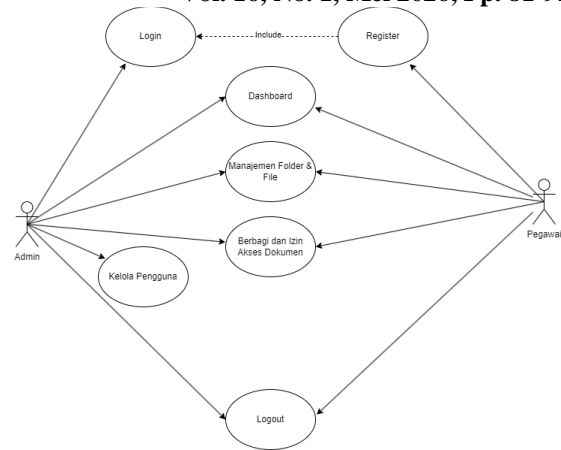 Login
Include
Register
Dashboard
Manajemen Folder &
File
Berbagi dan Izin
Akses Dokumen
Admin
Pegawai
Kelola Pengguna
Logout